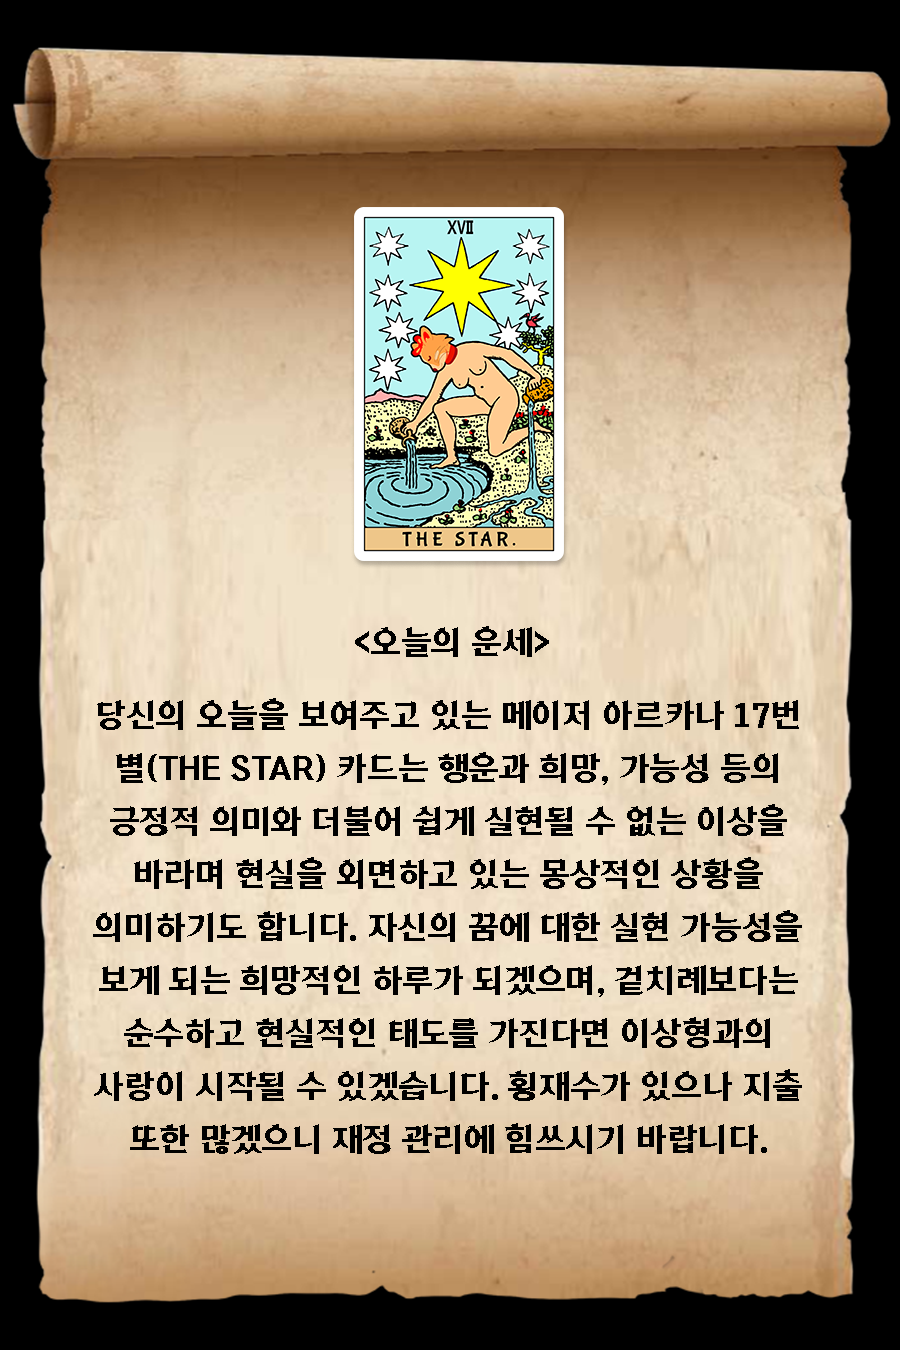 XVII
THE STAR.
<오늘의 운세>
당신의 오늘을 보여주고 있는 메이저 아르카나 17번
별(THE STAR) 카드는 행운과 희망, 가능성 등의
긍정적 의미와 더불어 쉽게 실현될 수 없는 이상을
바라며 현실을 외면하고 있는 몽상적인 상황을
의미하기도 합니다. 자신의 꿈에 대한 실현 가능성을
보게 되는 희망적인 하루가 되겠으며, 겉치레보다는
순수하고 현실적인 태도를 가진다면 이상형과의
사랑이 시작될 수 있겠습니다. 횡재수가 있으나 지출
또한 많겠으니 재정 관리에 힘쓰시기 바랍니다.